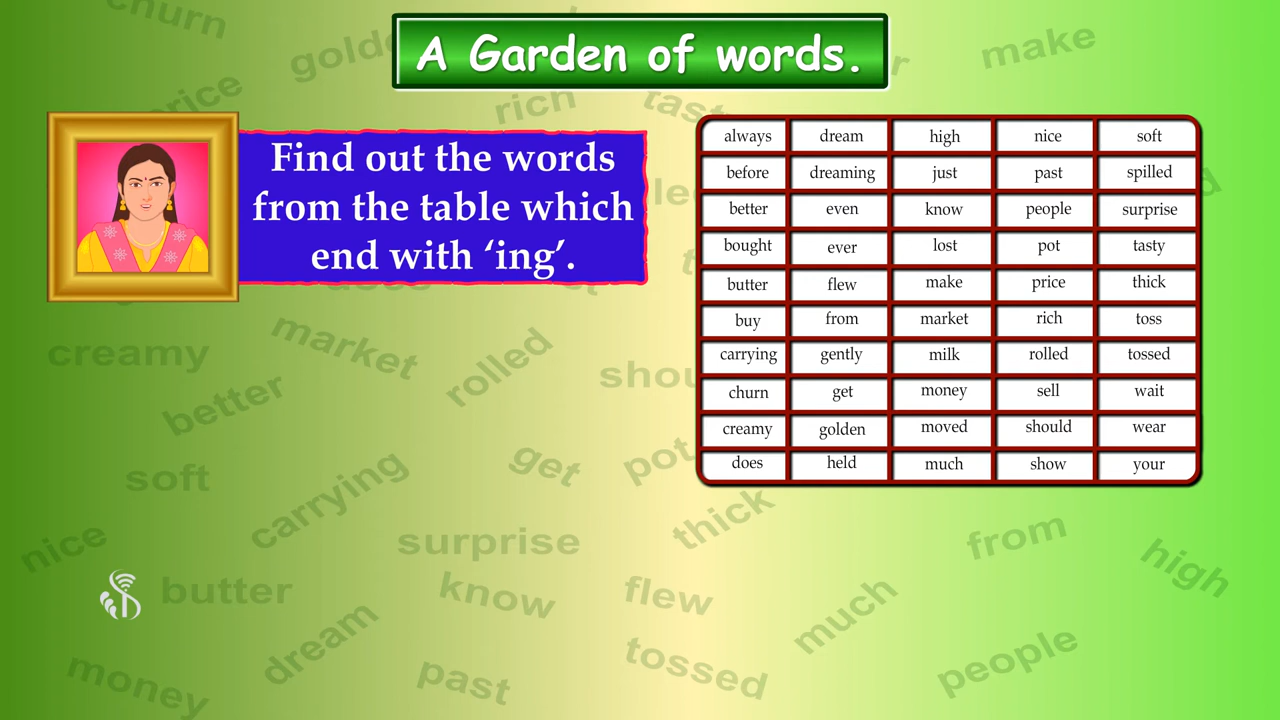 A Garden of words.
Find out the words
from the table which
end with ‘ing’.
always dream high nice soft
before dreaming just past spilled
better even know people surprise
bought ever lost pot tasty
butter flew make price thick
buy from market rich toss
carrying gently milk rolled tossed
churn get money sell wait
creamy golden moved should wear
does held much show your
churn
make
price
rich
creamy
market
rolled
better
soft
carrying
get
pot
thick
nice
surprise
from
high
butter
know
flew
much
dream
money
past
tossed
people